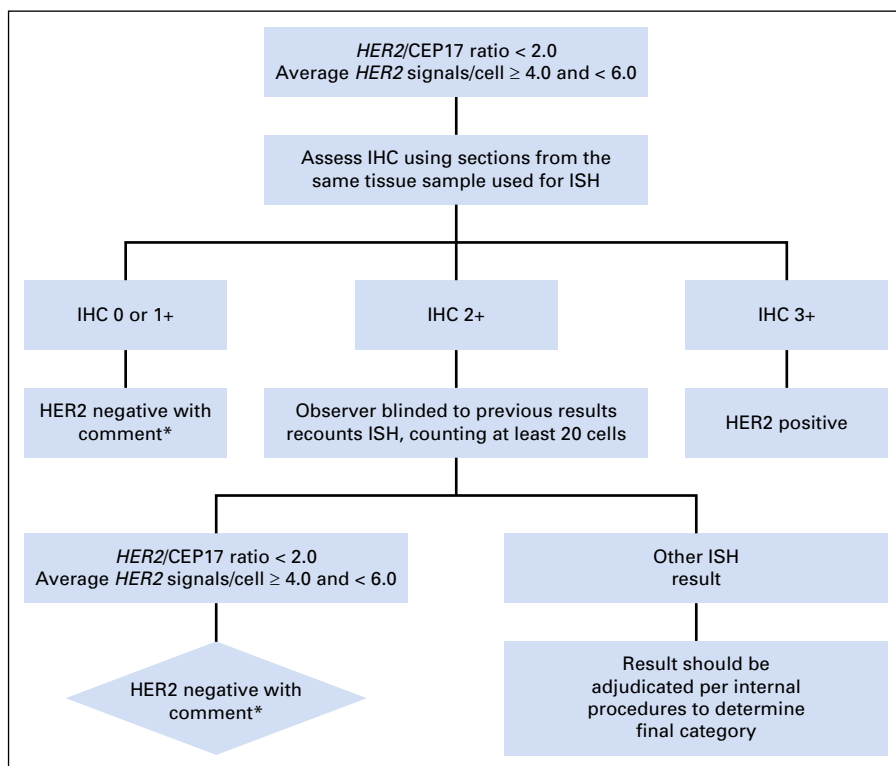 HER2/CEP17 ratio < 2.0
Average HER2 signals/cell ≥ 4.0 and < 6.0
Assess IHC using sections from the
same tissue sample used for ISH
IHC 0 or 1+
IHC 2+
IHC 3+
HER2 negative with
comment*
Observer blinded to previous results
recounts ISH, counting at least 20 cells
HER2 positive
HER2/CEP17 ratio < 2.0
Average HER2 signals/cell ≥ 4.0 and < 6.0
Other ISH
result
HER2 negative with
comment*
Result should be
adjudicated per internal
procedures to determine
final category